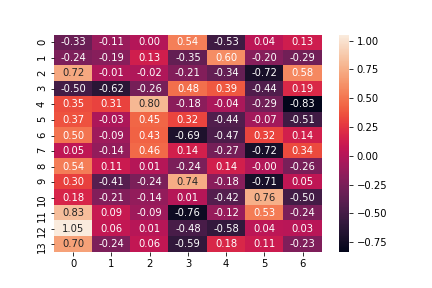 0 -0.33 -0.11 0.00 0.54 -0.53 0.04 0.13
1 -0.24 -0.19 0.13 -0.35 0.60 -0.20 -0.29
2 0.72 -0.01 -0.02 -0.21 -0.34 -0.72 0.58
3 -0.50 -0.62 -0.26 0.48 0.39 -0.44 0.19
4 0.35 0.31 0.80 -0.18 -0.04 -0.29 -0.83
5 0.37 -0.03 0.45 0.32 -0.44 -0.07 -0.51
6 0.50 -0.09 0.43 -0.69 -0.47 0.32 0.14
7 0.05 -0.14 0.46 0.14 -0.27 -0.72 0.34
8 0.54 0.11 0.01 -0.24 0.14 -0.00 -0.26
9 0.30 -0.41 -0.24 0.74 -0.18 -0.71 0.05
10 0.18 -0.21 -0.14 0.01 -0.42 0.76 -0.50
11 0.83 0.09 -0.09 -0.76 -0.12 0.53 -0.24
12 1.05 0.06 0.01 -0.48 -0.58 0.04 0.03
13 0.70 -0.24 0.06 -0.59 0.18 0.11 -0.23
0 1 2 3 4 5 6
1.00
0.75
0.50
0.25
0.00
−0.25
−0.50
−0.75